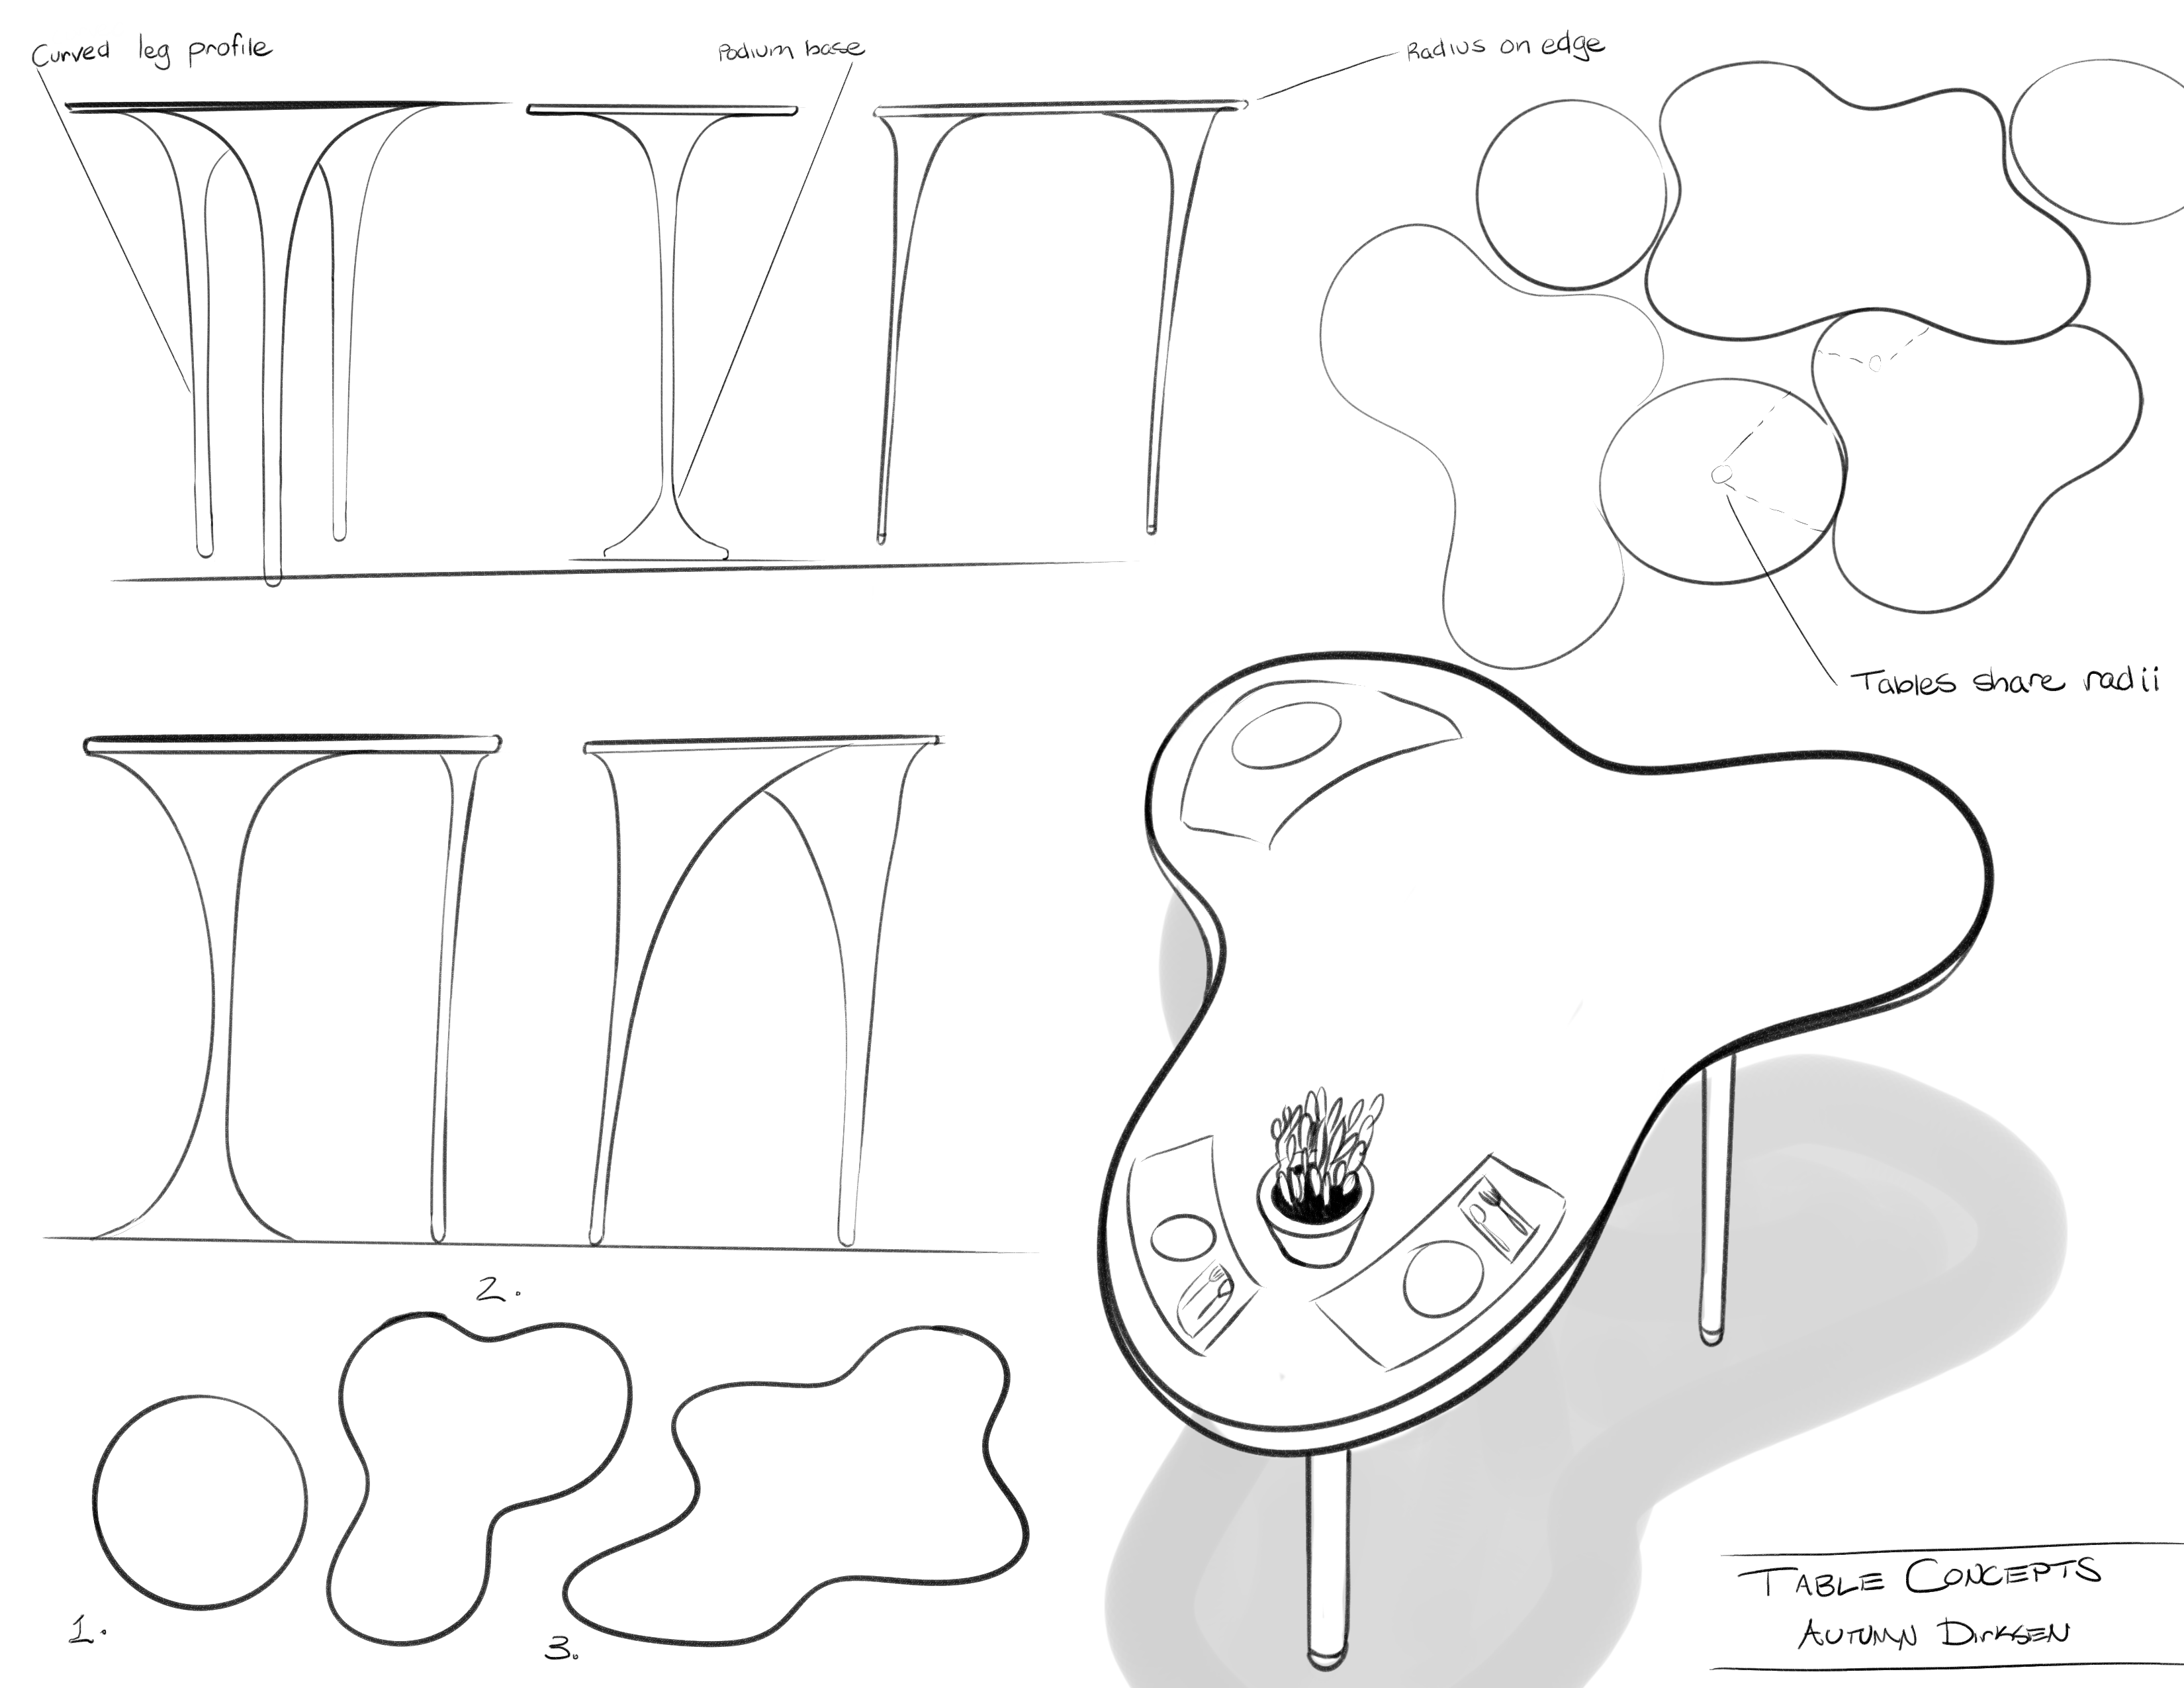 Curved leg profile
Podium base
Radius on edge
Tables share radii
2.
1.
3.
TABLE CONCEPTS
AUTUMN DIRKSEN